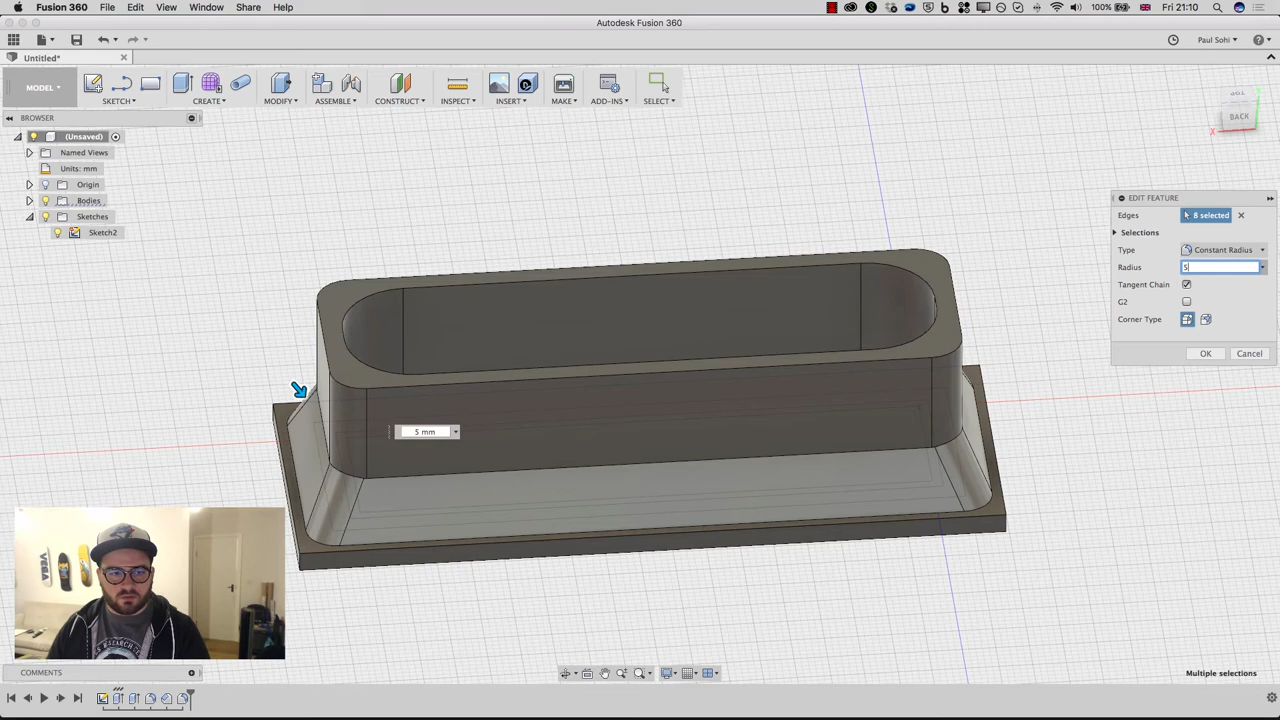 Fusion 360 File Edit View Window Share Help 100% Fri 21:10
Autodesk Fusion 360
Paul Sohi
Untitled*
MODEL
SKETCH CREATE MODIFY ASSEMBLE CONSTRUCT INSPECT INSERT MAKE ADD-INS SELECT
BROWSER
(Unsaved)
Named Views
Units: mm
Origin
Bodies
Sketches
Sketch2
TOP
BACK
X
EDIT FEATURE
Edges 8 selected
Selections
Type Constant Radius
Radius 5
Tangent Chain
G2
Corner Type
OK Cancel
5 mm
VEGA
COMMENTS
Multiple selections